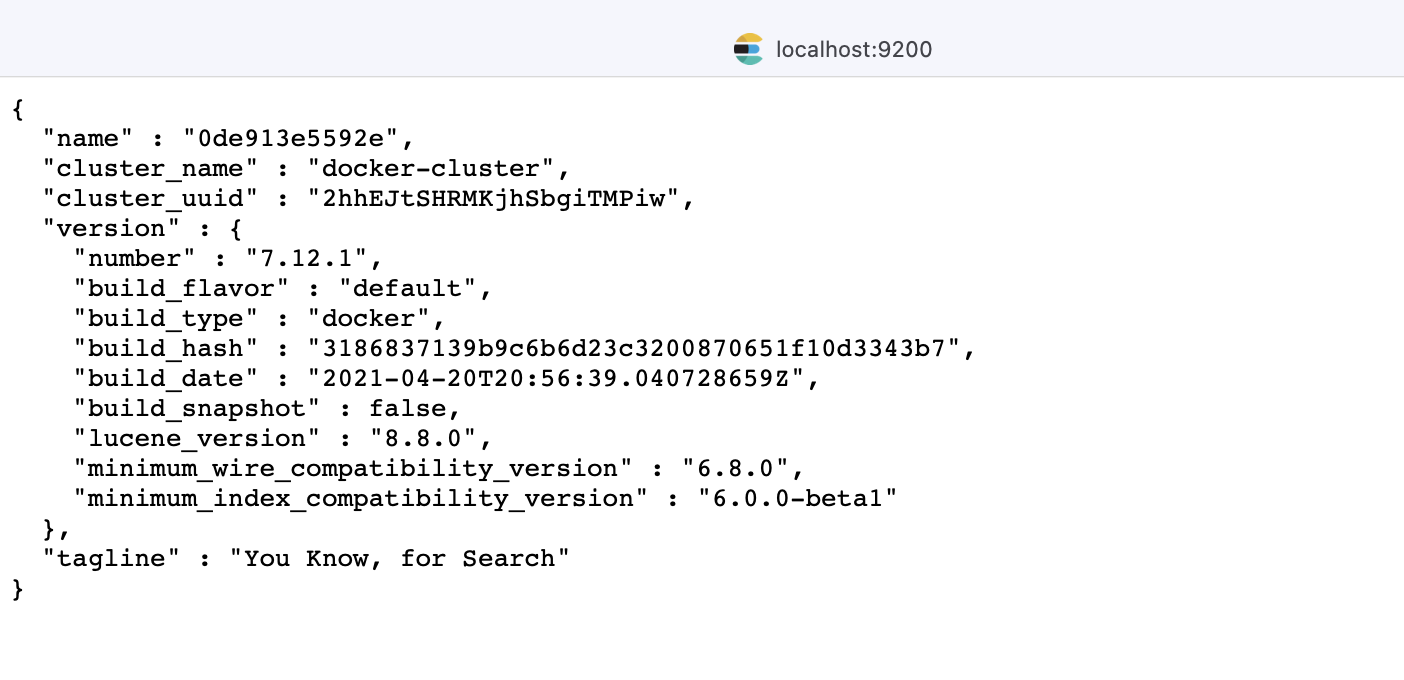 localhost:9200
{
  "name" : "0de913e5592e",
  "cluster_name" : "docker-cluster",
  "cluster_uuid" : "2hhEJtSHRMKjhSbgiTMPiw",
  "version" : {
    "number" : "7.12.1",
    "build_flavor" : "default",
    "build_type" : "docker",
    "build_hash" : "3186837139b9c6b6d23c3200870651f10d3343b7",
    "build_date" : "2021-04-20T20:56:39.040728659Z",
    "build_snapshot" : false,
    "lucene_version" : "8.8.0",
    "minimum_wire_compatibility_version" : "6.8.0",
    "minimum_index_compatibility_version" : "6.0.0-beta1"
  },
  "tagline" : "You Know, for Search"
}